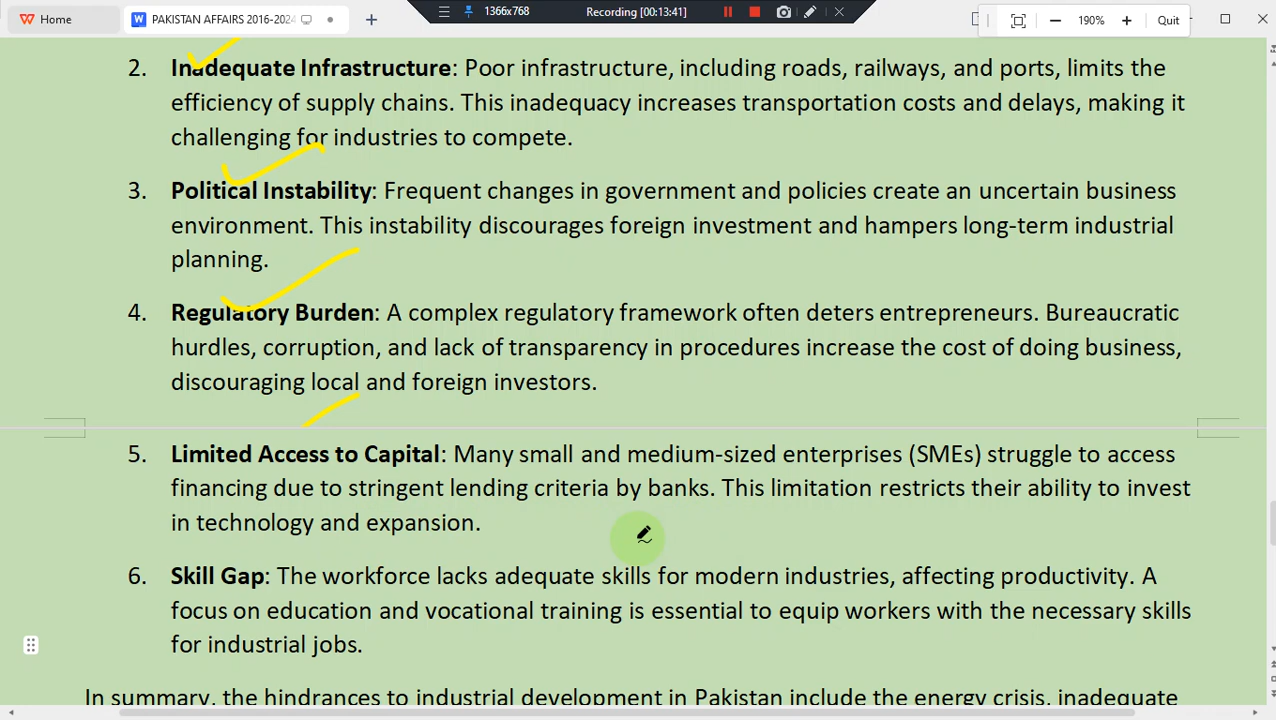 Home
PAKISTAN AFFAIRS 2016-2024
1366x768
Recording [00:13:41]
190%
Quit
2. Inadequate Infrastructure: Poor infrastructure, including roads, railways, and ports, limits the
efficiency of supply chains. This inadequacy increases transportation costs and delays, making it
challenging for industries to compete.
3. Political Instability: Frequent changes in government and policies create an uncertain business
environment. This instability discourages foreign investment and hampers long-term industrial
planning.
4. Regulatory Burden: A complex regulatory framework often deters entrepreneurs. Bureaucratic
hurdles, corruption, and lack of transparency in procedures increase the cost of doing business,
discouraging local and foreign investors.
5. Limited Access to Capital: Many small and medium-sized enterprises (SMEs) struggle to access
financing due to stringent lending criteria by banks. This limitation restricts their ability to invest
in technology and expansion.
6. Skill Gap: The workforce lacks adequate skills for modern industries, affecting productivity. A
focus on education and vocational training is essential to equip workers with the necessary skills
for industrial jobs.
In summary, the hindrances to industrial development in Pakistan include the energy crisis, inadequate